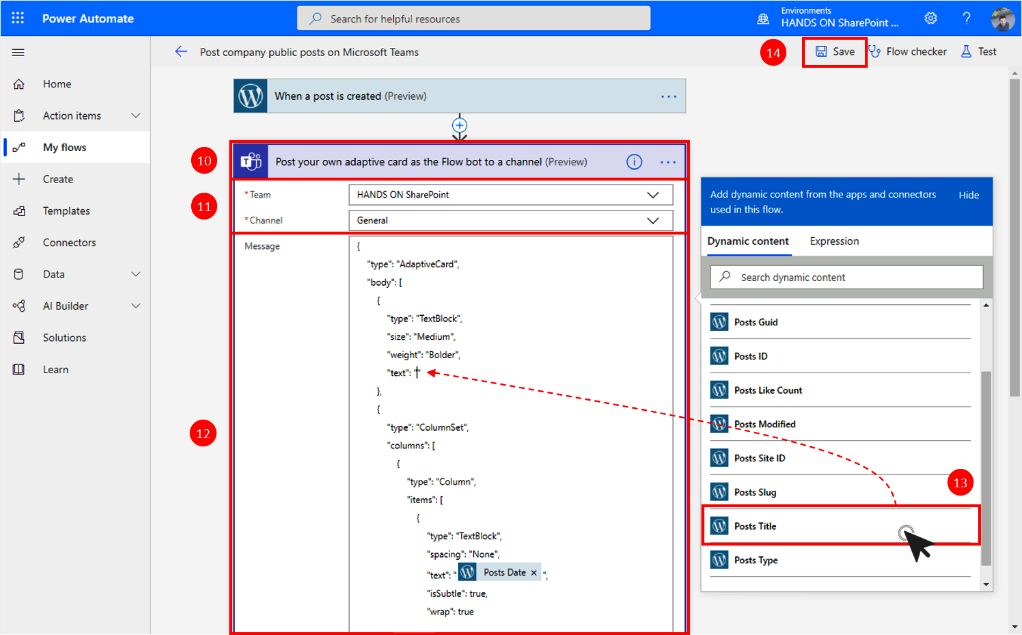 Power Automate
Search for helpful resources
Environments
HANDS ON SharePoint ...
?
Post company public posts on Microsoft Teams
14
Save
Flow checker
Test
Home
Action items
My flows
Create
Templates
Connectors
Data
AI Builder
Solutions
Learn
When a post is created (Preview)
10
Post your own adaptive card as the Flow bot to a channel (Preview)
11
* Team
HANDS ON SharePoint
* Channel
General
12
Message
{
"type": "AdaptiveCard",
"body": [
{
"type": "TextBlock",
"size": "Medium",
"weight": "Bolder",
"text": "
},
{
"type": "ColumnSet",
"columns": [
{
"type": "Column",
"items": [
{
"type": "TextBlock",
"spacing": "None",
"text": " Posts Date × ",
"isSubtle": true,
"wrap": true
Add dynamic content from the apps and connectors
used in this flow.
Hide
Dynamic content
Expression
Search dynamic content
Posts Guid
Posts ID
Posts Like Count
Posts Modified
Posts Site ID
Posts Slug
13
Posts Title
Posts Type